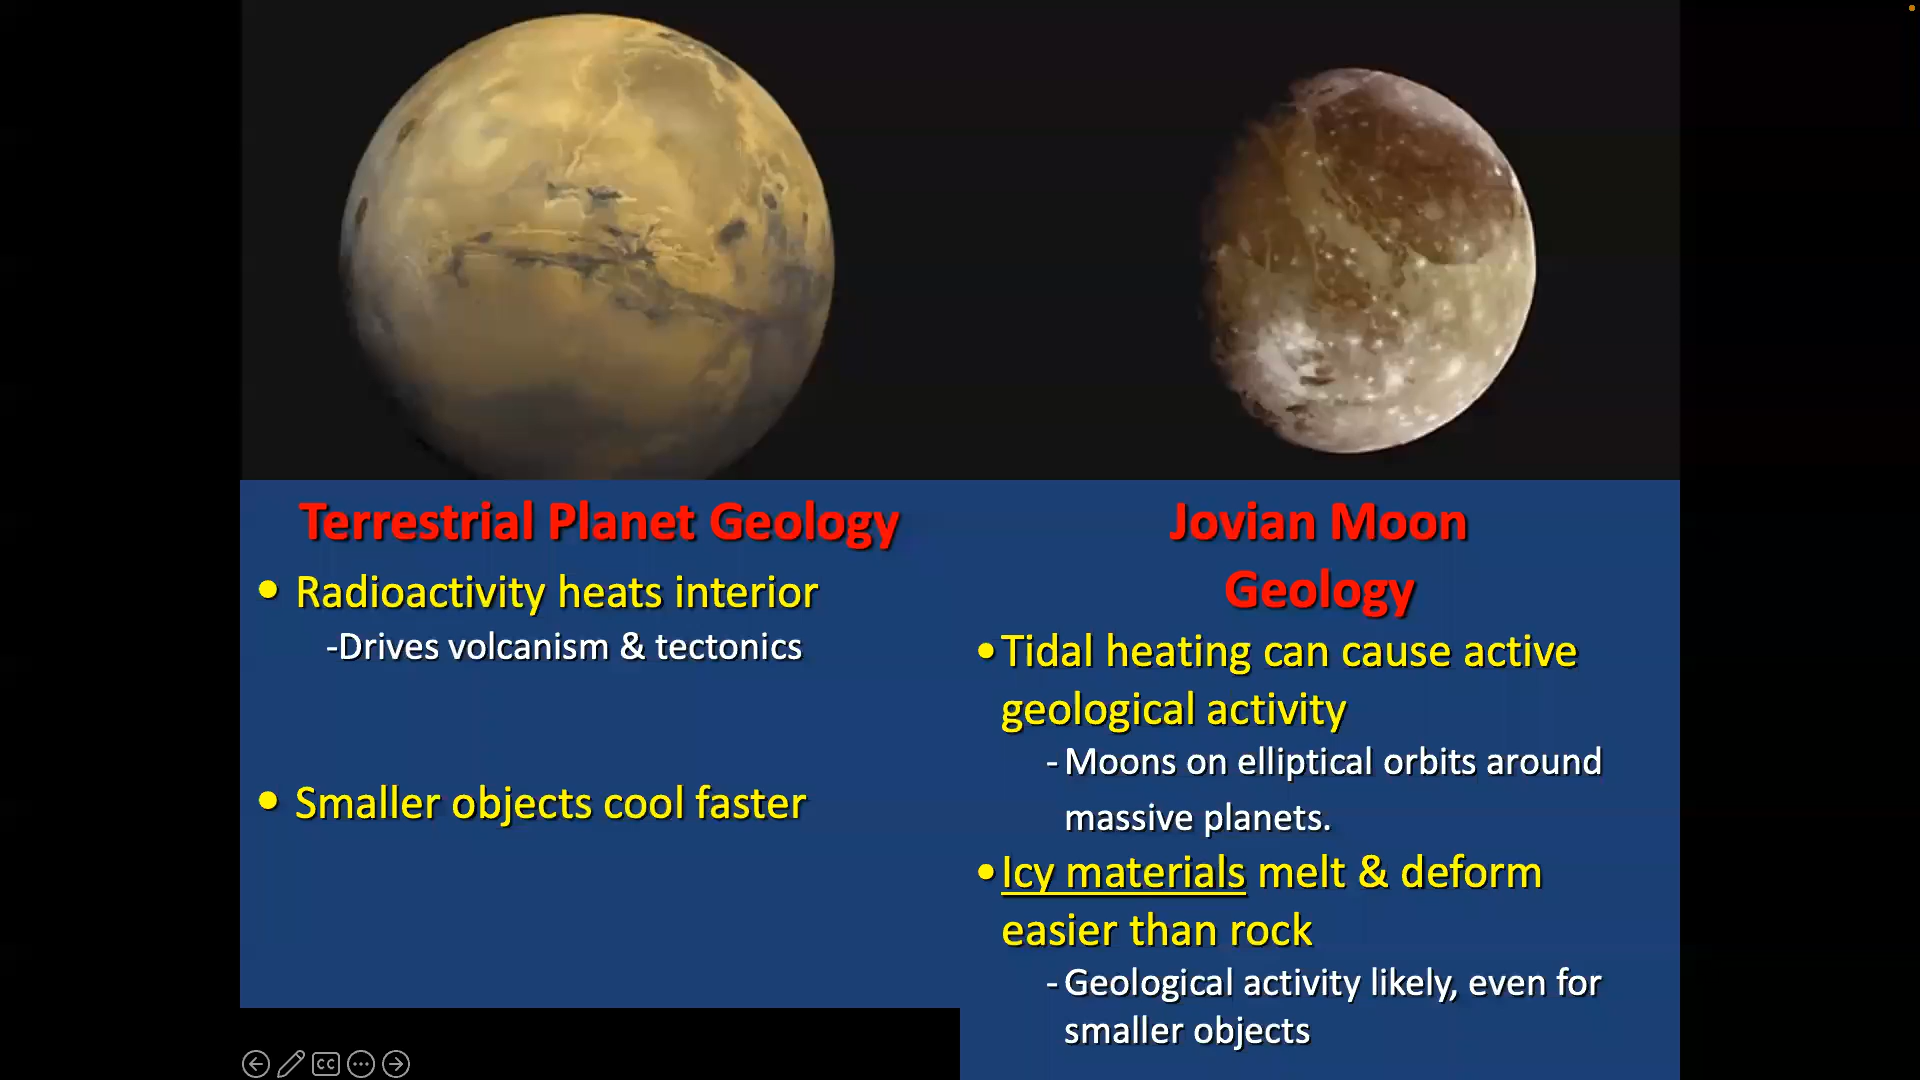 Terrestrial Planet Geology
• Radioactivity heats interior
-Drives volcanism & tectonics
• Smaller objects cool faster
Jovian Moon
Geology
•Tidal heating can cause active
geological activity
- Moons on elliptical orbits around
massive planets.
•Icy materials melt & deform
easier than rock
- Geological activity likely, even for
smaller objects
CC